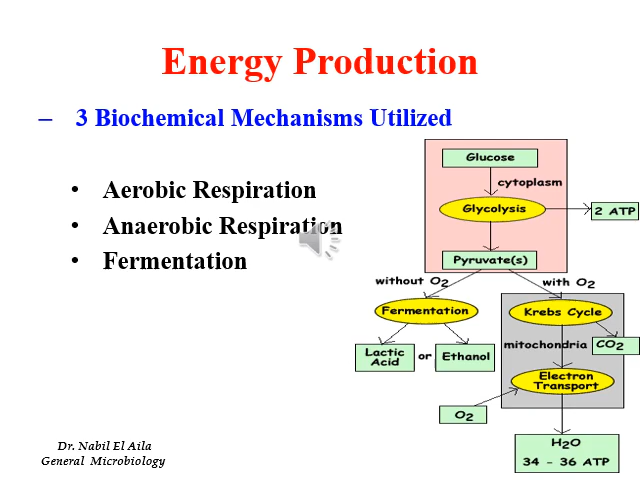 Energy Production
– 3 Biochemical Mechanisms Utilized
• Aerobic Respiration
• Anaerobic Respiration
• Fermentation
Glucose
cytoplasm
Glycolysis
2 ATP
Pyruvate(s)
without O2
with O2
Fermentation
Krebs Cycle
Lactic
Acid
or
Ethanol
mitochondria
CO2
Electron
Transport
O2
H2O
34 - 36 ATP
Dr. Nabil El Aila
General Microbiology